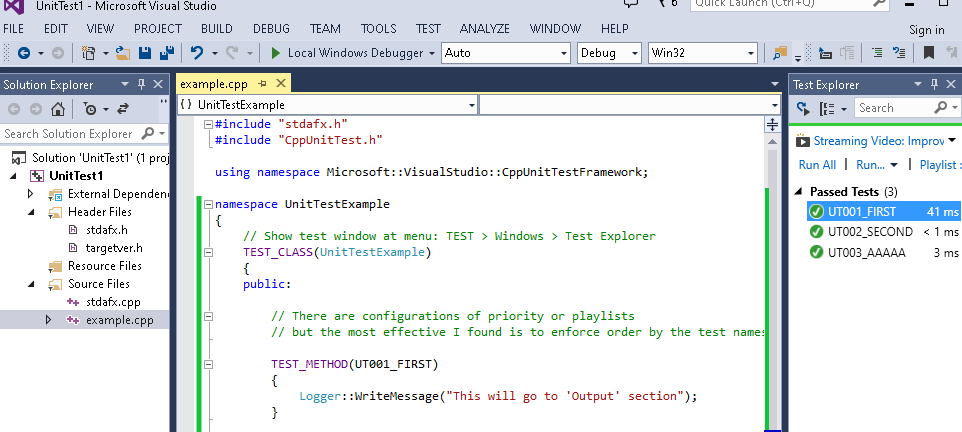 UnitTest1 - Microsoft Visual Studio
6
Quick Launch (Ctrl+Q)
FILE EDIT VIEW PROJECT BUILD DEBUG TEAM TOOLS TEST ANALYZE WINDOW HELP
Sign in
Local Windows Debugger Auto Debug Win32
Solution Explorer
Search Solution Explorer
Solution 'UnitTest1' (1 proj
UnitTest1
External Dependenc
Header Files
stdafx.h
targetver.h
Resource Files
Source Files
stdafx.cpp
example.cpp
example.cpp
{ } UnitTestExample
#include "stdafx.h"
#include "CppUnitTest.h"
using namespace Microsoft::VisualStudio::CppUnitTestFramework;
namespace UnitTestExample
{
// Show test window at menu: TEST > Windows > Test Explorer
TEST_CLASS(UnitTestExample)
{
public:
// There are configurations of priority or playlists
// but the most effective I found is to enforce order by the test names
TEST_METHOD(UT001_FIRST)
{
Logger::WriteMessage("This will go to 'Output' section");
}
Test Explorer
Search
Streaming Video: Improv
Run All | Run... | Playlist :
Passed Tests (3)
UT001_FIRST 41 ms
UT002_SECOND < 1 ms
UT003_AAAAA 3 ms